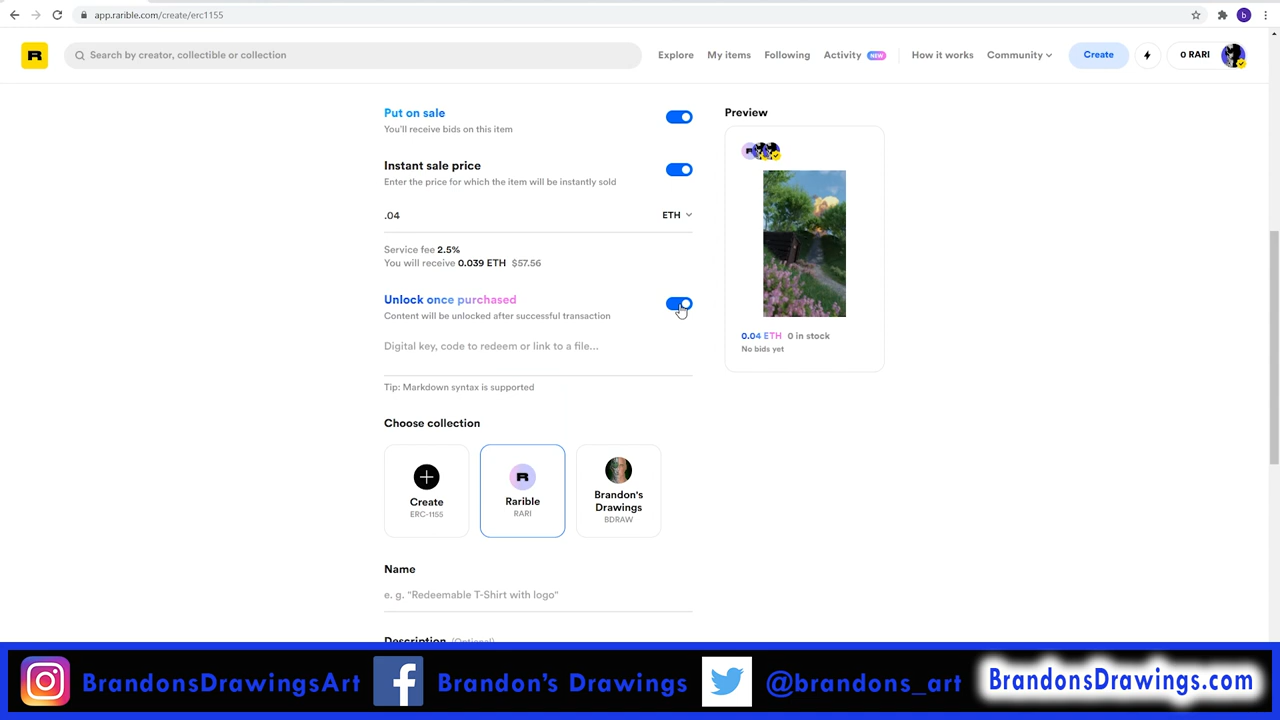 app.rarible.com/create/erc1155
b
R
Search by creator, collectible or collection
Explore
My items
Following
Activity NEW
How it works
Community
Create
0 RARI
Put on sale
You'll receive bids on this item
Instant sale price
Enter the price for which the item will be instantly sold
.04
ETH
Service fee 2.5%
You will receive 0.039 ETH $57.56
Unlock once purchased
Content will be unlocked after successful transaction
Digital key, code to redeem or link to a file...
Tip: Markdown syntax is supported
Preview
0.04 ETH 0 in stock
No bids yet
Choose collection
Create
ERC-1155
R
Rarible
RARI
Brandon's
Drawings
BDRAW
Name
e. g. "Redeemable T-Shirt with logo"
Description (Optional)
BrandonsDrawingsArt
Brandon's Drawings
@brandons_art
BrandonsDrawings.com